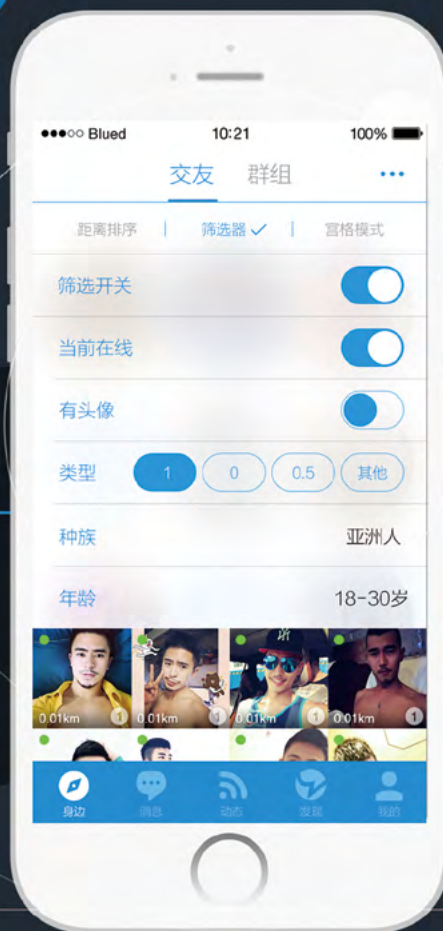 Blued 10:21 100%
交友 群组
距离排序 筛选器 宫格模式
筛选开关
当前在线
有头像
类型 1 0 0.5 其他
种族 亚洲人
年龄 18-30岁
0.01km 1 0.01km 1 0.01km 1 0.01km 1
身边 消息 动态 发现 我的